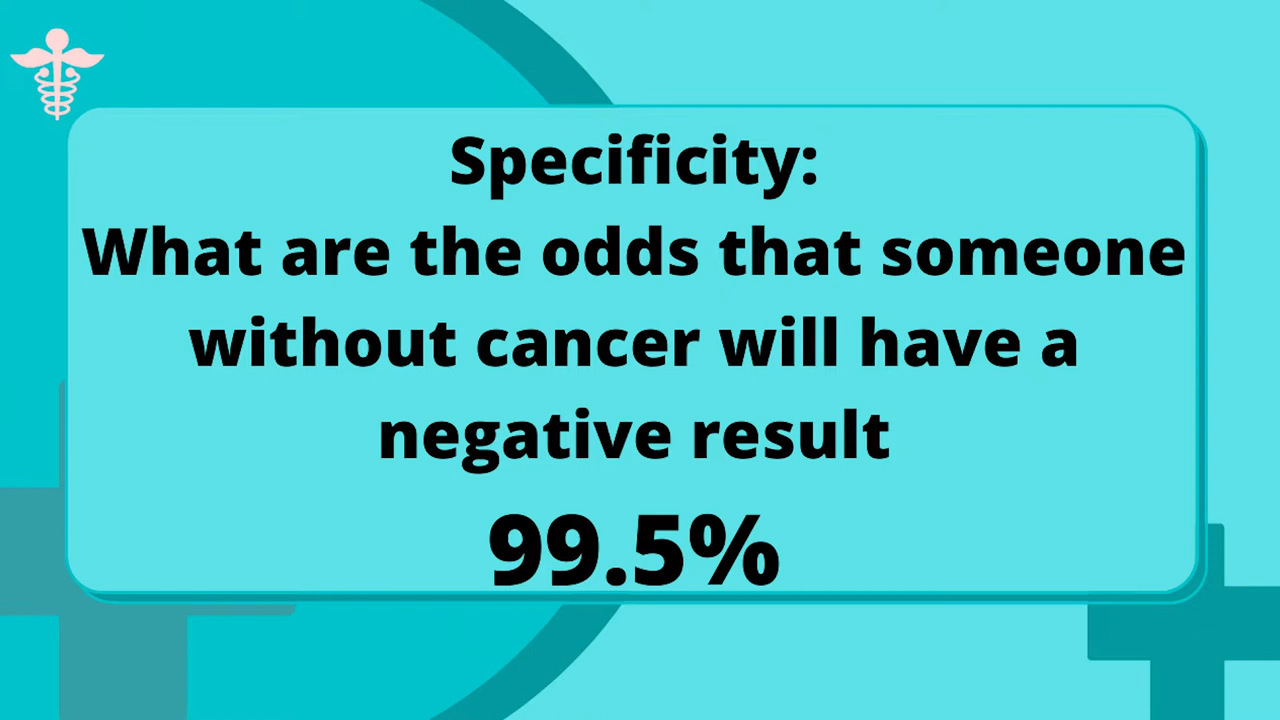 Specificity:
What are the odds that someone
without cancer will have a
negative result
99.5%